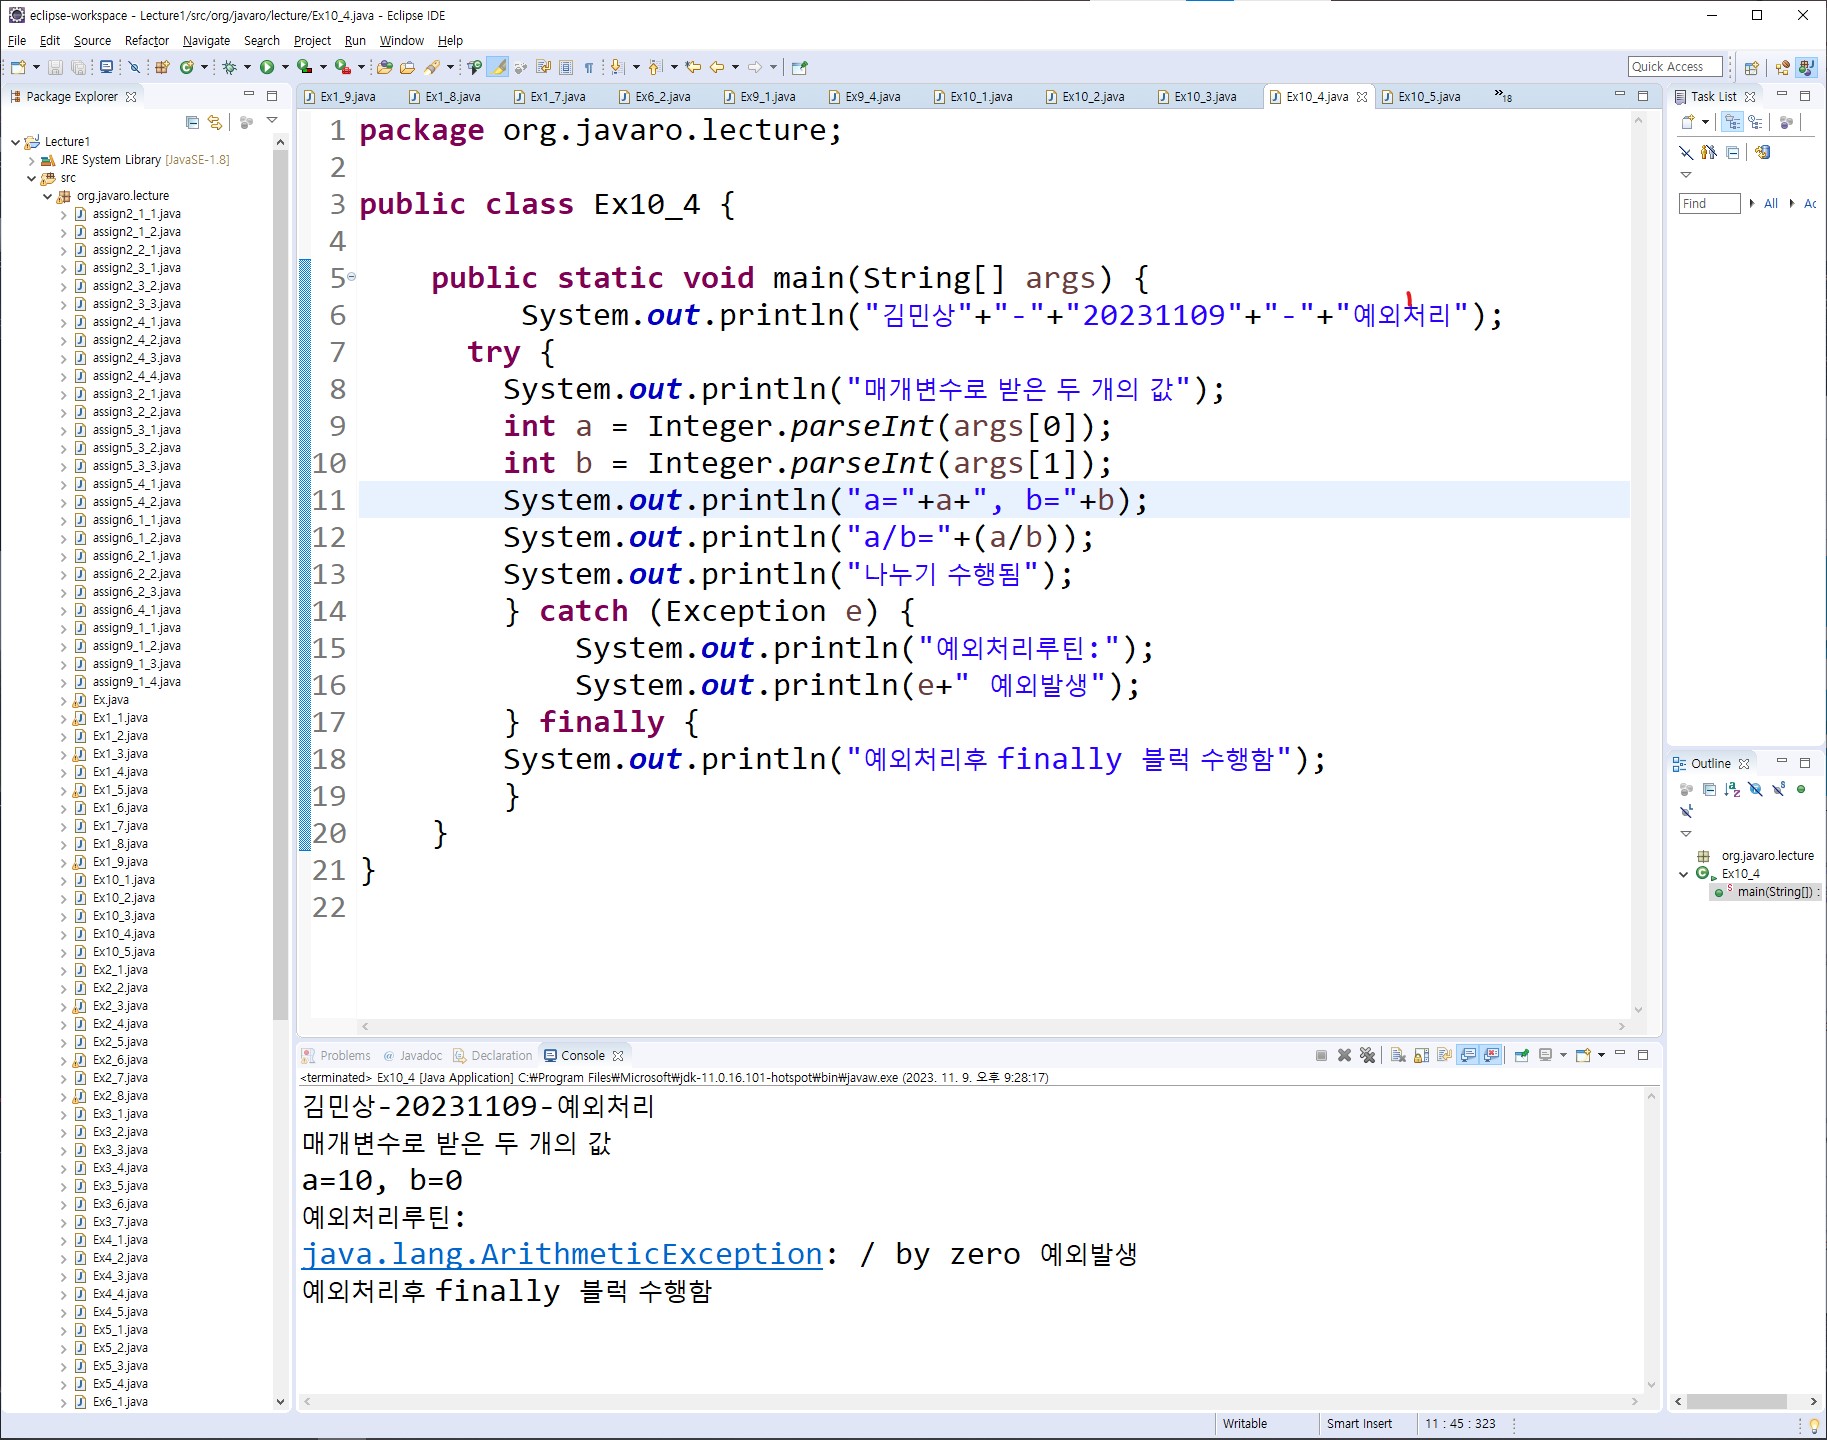 eclipse-workspace - Lecture1/src/org/javaro/lecture/Ex10_4.java - Eclipse IDE
File Edit Source Refactor Navigate Search Project Run Window Help
Quick Access
Package Explorer
Lecture1
JRE System Library [JavaSE-1.8]
src
org.javaro.lecture
assign2_1_1.java
assign2_1_2.java
assign2_2_1.java
assign2_3_1.java
assign2_3_2.java
assign2_3_3.java
assign2_4_1.java
assign2_4_2.java
assign2_4_3.java
assign2_4_4.java
assign3_2_1.java
assign3_2_2.java
assign5_3_1.java
assign5_3_2.java
assign5_3_3.java
assign5_4_1.java
assign5_4_2.java
assign6_1_1.java
assign6_1_2.java
assign6_2_1.java
assign6_2_2.java
assign6_2_3.java
assign6_4_1.java
assign9_1_1.java
assign9_1_2.java
assign9_1_3.java
assign9_1_4.java
Ex.java
Ex1_1.java
Ex1_2.java
Ex1_3.java
Ex1_4.java
Ex1_5.java
Ex1_6.java
Ex1_7.java
Ex1_8.java
Ex1_9.java
Ex10_1.java
Ex10_2.java
Ex10_3.java
Ex10_4.java
Ex10_5.java
Ex2_1.java
Ex2_2.java
Ex2_3.java
Ex2_4.java
Ex2_5.java
Ex2_6.java
Ex2_7.java
Ex2_8.java
Ex3_1.java
Ex3_2.java
Ex3_3.java
Ex3_4.java
Ex3_5.java
Ex3_6.java
Ex3_7.java
Ex4_1.java
Ex4_2.java
Ex4_3.java
Ex4_4.java
Ex4_5.java
Ex5_1.java
Ex5_2.java
Ex5_3.java
Ex5_4.java
Ex6_1.java
Ex1_9.java Ex1_8.java Ex1_7.java Ex6_2.java Ex9_1.java Ex9_4.java Ex10_1.java Ex10_2.java Ex10_3.java Ex10_4.java Ex10_5.java »18
1 package org.javaro.lecture;
2
3 public class Ex10_4 {
4
5 public static void main(String[] args) {
6 System.out.println("김민상"+"-"+"20231109"+"-"+"예외처리");
7 try {
8 System.out.println("매개변수로 받은 두 개의 값");
9 int a = Integer.parseInt(args[0]);
10 int b = Integer.parseInt(args[1]);
11 System.out.println("a="+a+", b="+b);
12 System.out.println("a/b="+(a/b));
13 System.out.println("나누기 수행됨");
14 } catch (Exception e) {
15 System.out.println("예외처리루틴:");
16 System.out.println(e+" 예외발생");
17 } finally {
18 System.out.println("예외처리후 finally 블럭 수행함");
19 }
20 }
21 }
22
Problems Javadoc Declaration Console
<terminated> Ex10_4 [Java Application] C:₩Program Files₩Microsoft₩jdk-11.0.16.101-hotspot₩bin₩javaw.exe (2023. 11. 9. 오후 9:28:17)
김민상-20231109-예외처리
매개변수로 받은 두 개의 값
a=10, b=0
예외처리루틴:
java.lang.ArithmeticException: / by zero 예외발생
예외처리후 finally 블럭 수행함
Task List
Find All Ac
Outline
org.javaro.lecture
Ex10_4
main(String[]) :
Writable Smart Insert 11 : 45 : 323